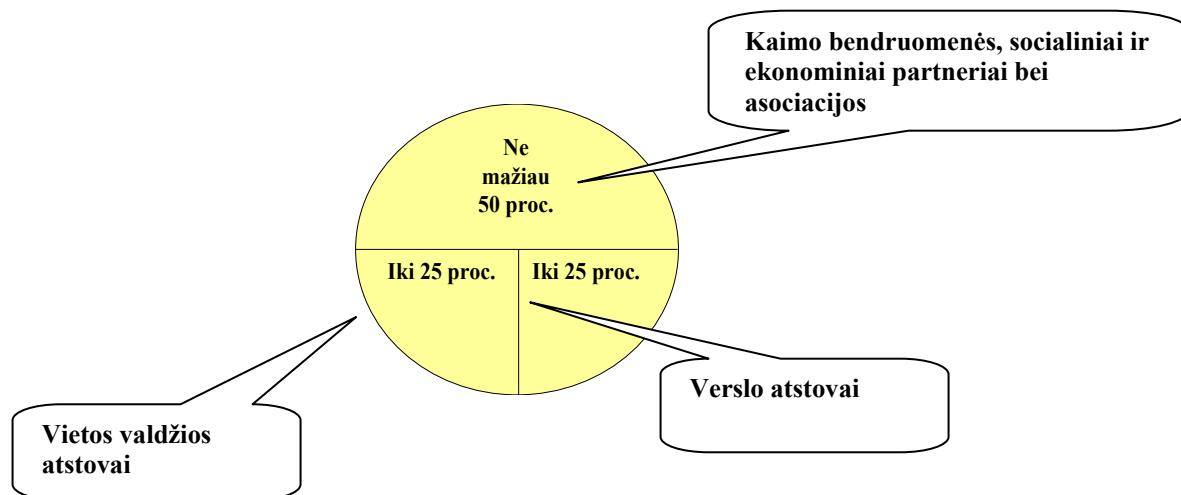 Kaimo bendruomenės, socialiniai ir
ekonominiai partneriai bei
asociacijos
Ne
mažiau
50 proc.
Iki 25 proc.
Iki 25 proc.
Verslo atstovai
Vietos valdžios
atstovai